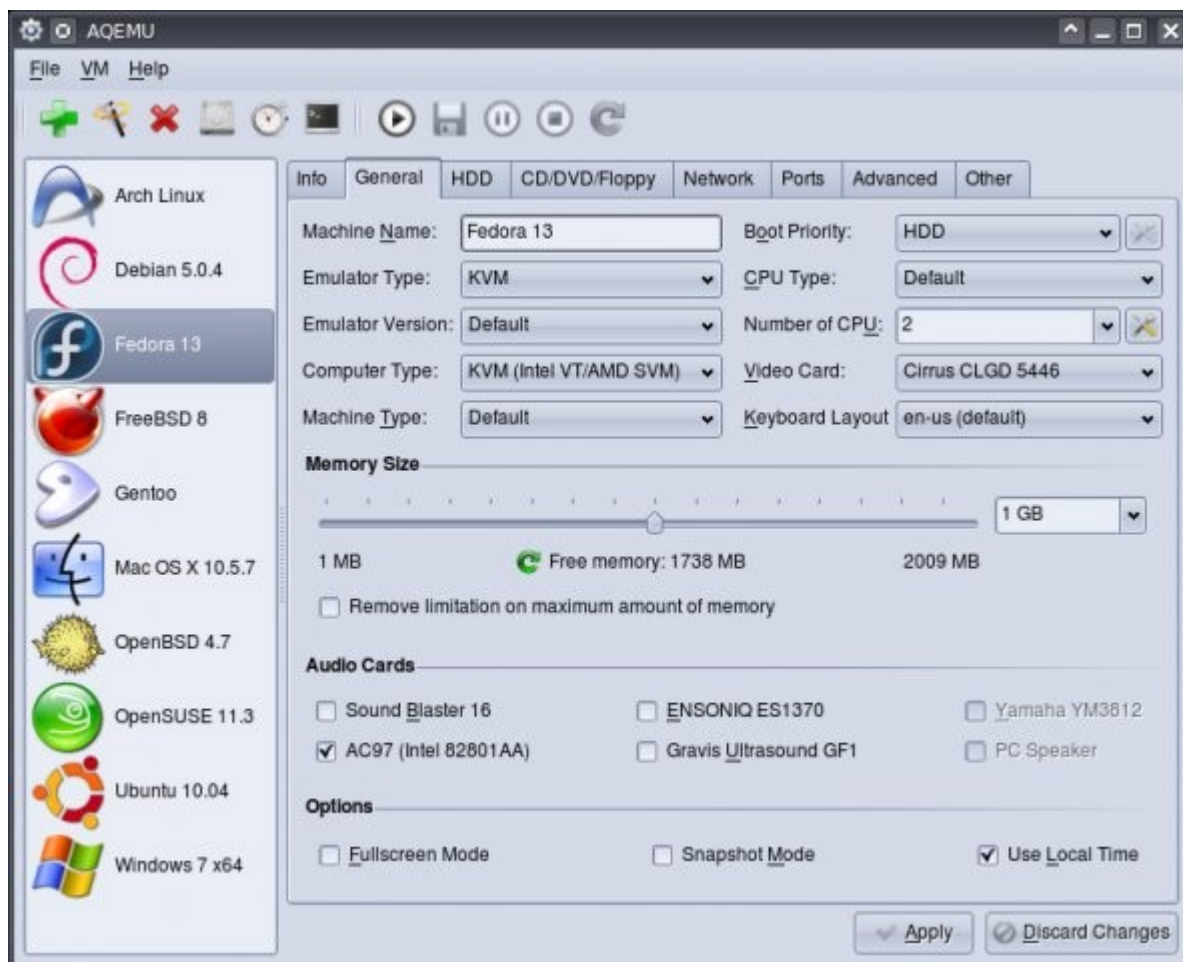 AQEMU
File VM Help
Arch Linux
Debian 5.0.4
Fedora 13
FreeBSD 8
Gentoo
Mac OS X 10.5.7
OpenBSD 4.7
OpenSUSE 11.3
Ubuntu 10.04
Windows 7 x64
Info General HDD CD/DVD/Floppy Network Ports Advanced Other
Machine Name: Fedora 13 Boot Priority: HDD
Emulator Type: KVM CPU Type: Default
Emulator Version: Default Number of CPU: 2
Computer Type: KVM (Intel VT/AMD SVM) Video Card: Cirrus CLGD 5446
Machine Type: Default Keyboard Layout en-us (default)
Memory Size
1 GB
1 MB Free memory: 1738 MB 2009 MB
Remove limitation on maximum amount of memory
Audio Cards
Sound Blaster 16 ENSONIQ ES1370 Yamaha YM3812
AC97 (Intel 82801AA) Gravis Ultrasound GF1 PC Speaker
Options
Fullscreen Mode Snapshot Mode Use Local Time
Apply Discard Changes